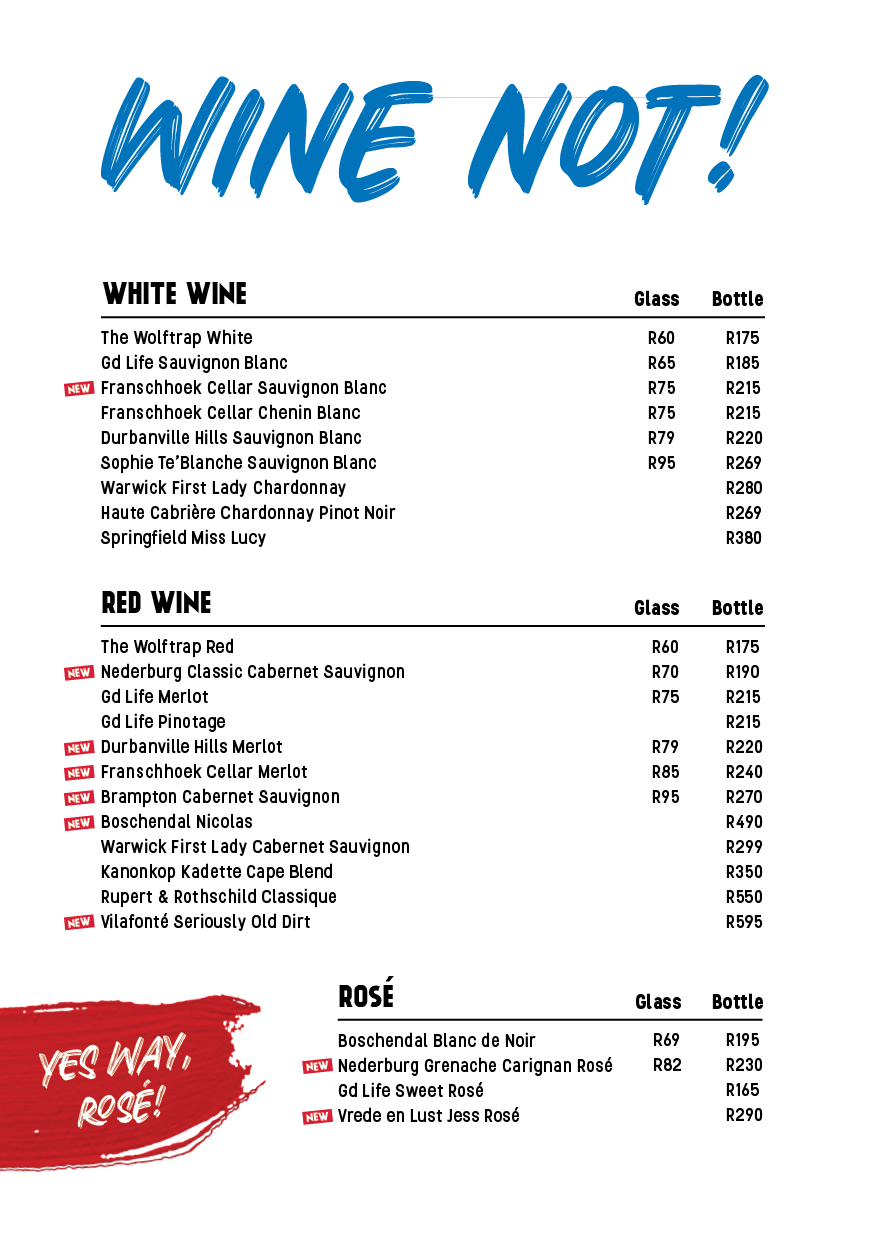 WINE NOT!
WHITE WINE Glass Bottle
The Wolftrap White R60 R175
Gd Life Sauvignon Blanc R65 R185
NEW Franschhoek Cellar Sauvignon Blanc R75 R215
Franschhoek Cellar Chenin Blanc R75 R215
Durbanville Hills Sauvignon Blanc R79 R220
Sophie Te'Blanche Sauvignon Blanc R95 R269
Warwick First Lady Chardonnay R280
Haute Cabrière Chardonnay Pinot Noir R269
Springfield Miss Lucy R380
RED WINE Glass Bottle
The Wolftrap Red R60 R175
NEW Nederburg Classic Cabernet Sauvignon R70 R190
Gd Life Merlot R75 R215
Gd Life Pinotage R215
NEW Durbanville Hills Merlot R79 R220
NEW Franschhoek Cellar Merlot R85 R240
NEW Brampton Cabernet Sauvignon R95 R270
NEW Boschendal Nicolas R490
Warwick First Lady Cabernet Sauvignon R299
Kanonkop Kadette Cape Blend R350
Rupert & Rothschild Classique R550
NEW Vilafonté Seriously Old Dirt R595
ROSÉ Glass Bottle
Boschendal Blanc de Noir R69 R195
NEW Nederburg Grenache Carignan Rosé R82 R230
Gd Life Sweet Rosé R165
NEW Vrede en Lust Jess Rosé R290
YES WAY,
ROSÉ!